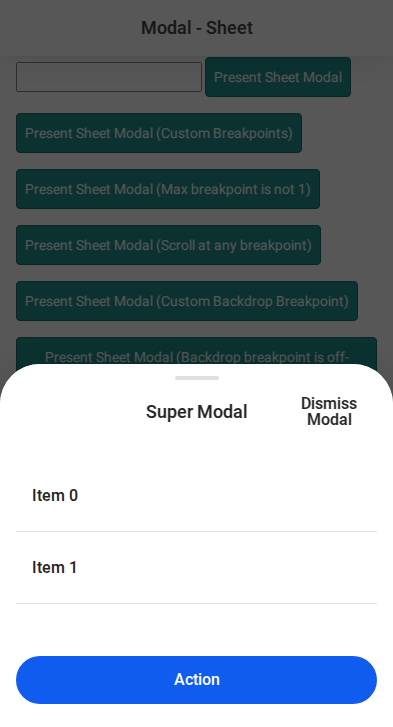 Modal - Sheet
Present Sheet Modal
Present Sheet Modal (Custom Breakpoints)
Present Sheet Modal (Max breakpoint is not 1)
Present Sheet Modal (Scroll at any breakpoint)
Present Sheet Modal (Custom Backdrop Breakpoint)
Present Sheet Modal (Backdrop breakpoint is off-
Super Modal
Dismiss
Modal
Item 0
Item 1
Action